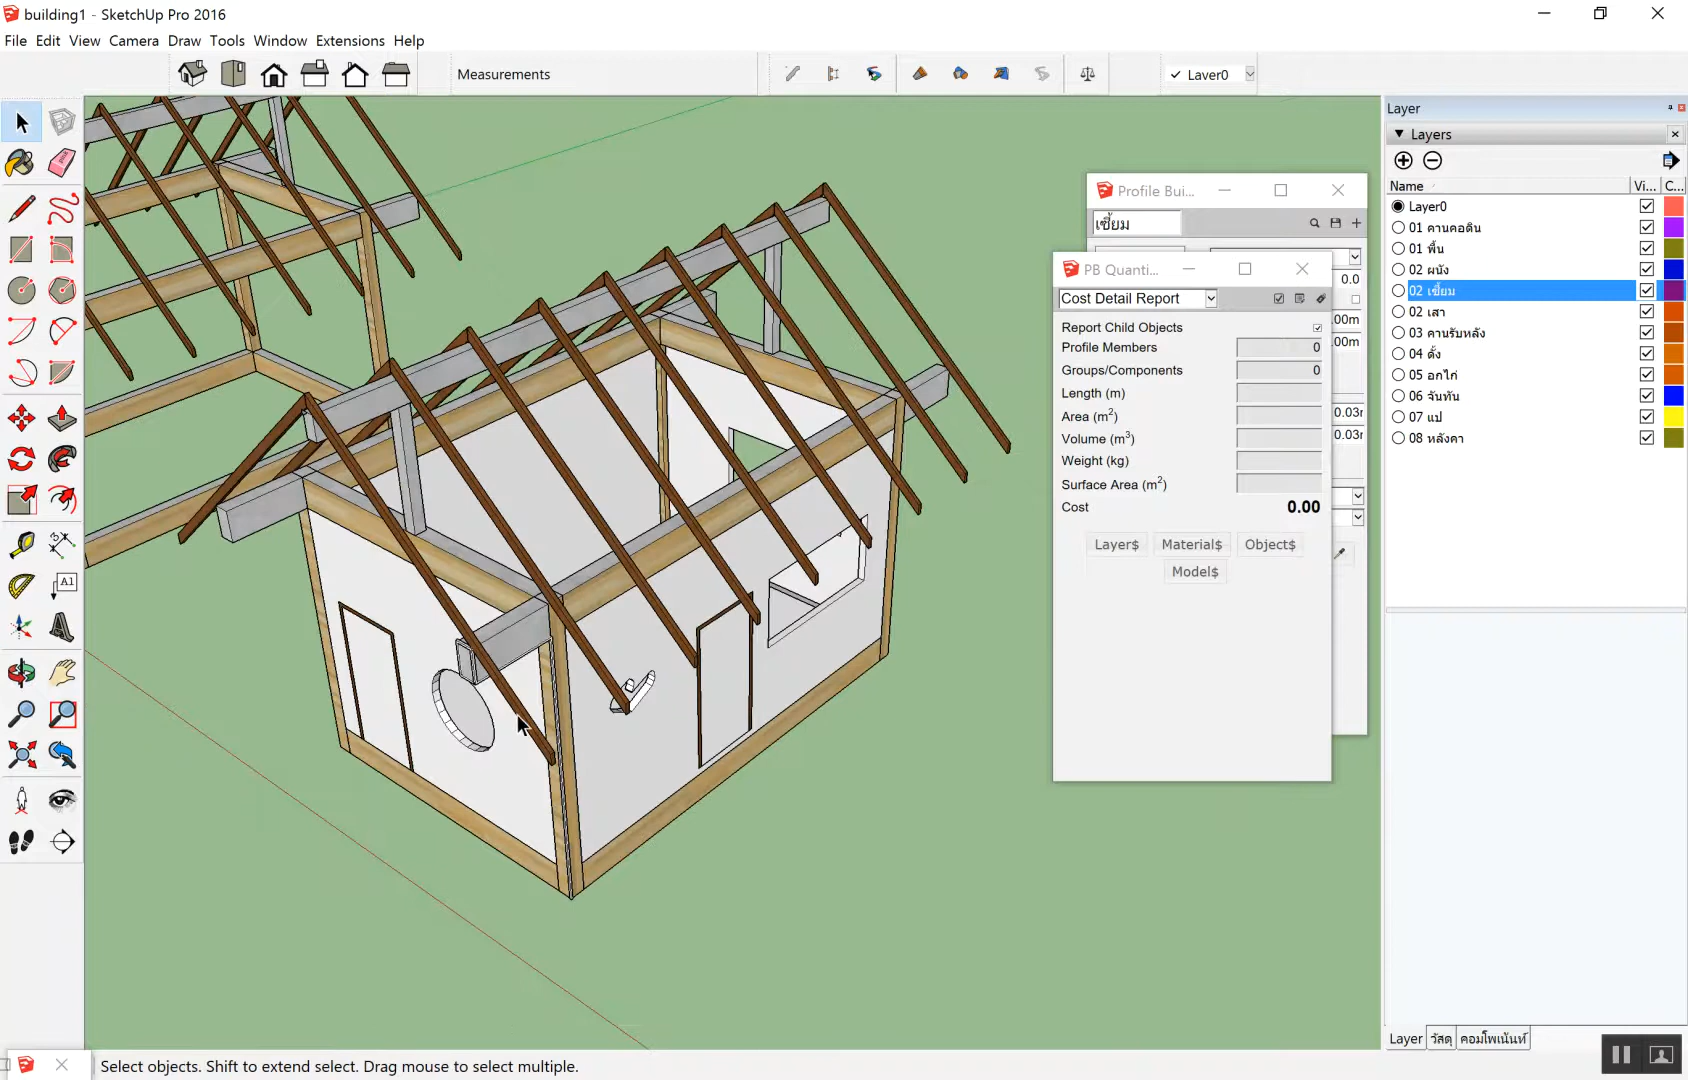 building1 - SketchUp Pro 2016
File Edit View Camera Draw Tools Window Extensions Help
Measurements
Laver0
Layer
Layers
Name Vi... C...
Layer0
01 คานคอดิน
01 พื้น
02 ผนัง
02 เซี้ยม
02 เสา
03 คานรับหลัง
04 ดั้ง
05 อกไก่
06 จันทัน
07 แป
08 หลังคา
Profile Bui...
เซี้ยม
0.0
00m
00m
0.03r
0.03r
PB Quanti...
Cost Detail Report
Report Child Objects
Profile Members 0
Groups/Components 0
Length (m)
Area (m²)
Volume (m³)
Weight (kg)
Surface Area (m²)
Cost 0.00
Layer$ Material$ Object$
Model$
A1
Layer วัสดุ คอมโพเน้นท์
Select objects. Shift to extend select. Drag mouse to select multiple.